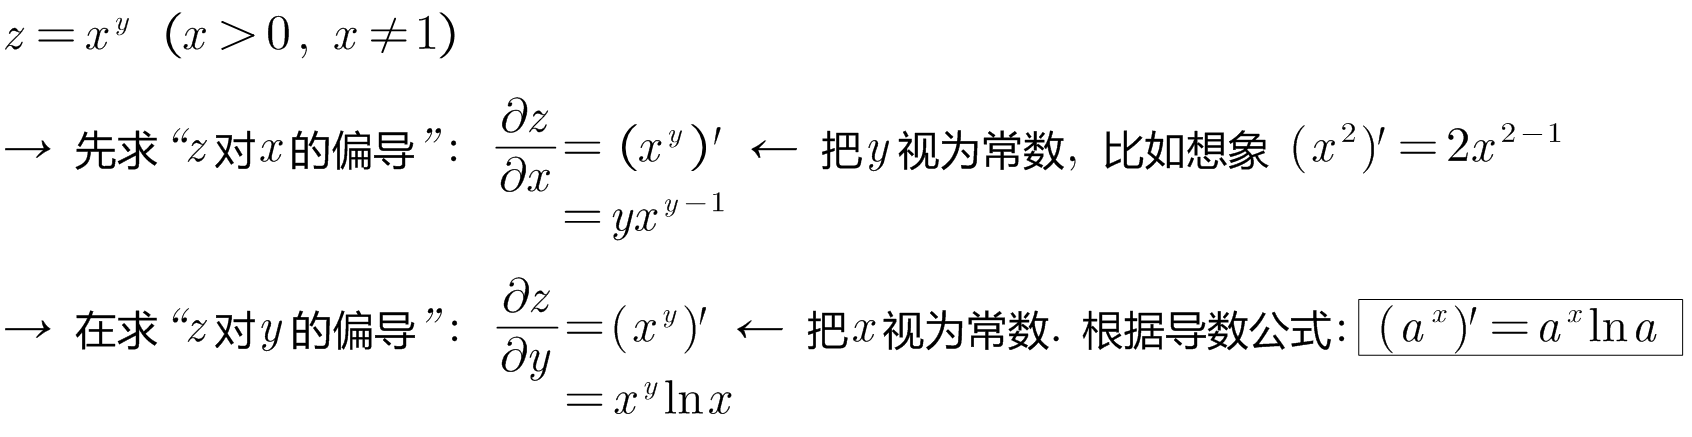 z = x^y (x > 0, x ≠ 1)
→ 先求“z对x的偏导”: ∂z/∂x = (x^y)′ ← 把y视为常数, 比如想象 (x^2)′ = 2x^{2-1}
= yx^{y-1}
→ 在求“z对y的偏导”: ∂z/∂y = (x^y)′ ← 把x视为常数. 根据导数公式: (a^x)′ = a^x ln a
= x^y ln x